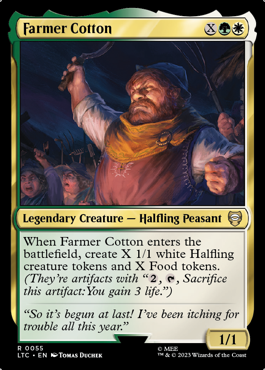 Farmer Cotton X
Legendary Creature — Halfling Peasant
When Farmer Cotton enters the
battlefield, create X 1/1 white Halfling
creature tokens and X Food tokens.
(They're artifacts with “2, , Sacrifice
this artifact:You gain 3 life.”)
“So it's begun at last! I've been itching for
trouble all this year.”
1/1
R 0055
LTC • EN Tomas Duchek
© MEE
™ & © 2023 Wizards of the Coast